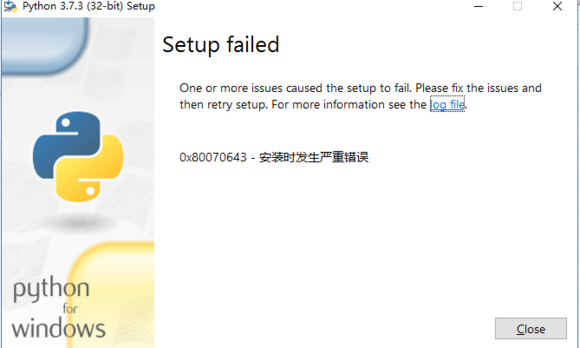 Python 3.7.3 (32-bit) Setup
Setup failed
One or more issues caused the setup to fail. Please fix the issues and
then retry setup. For more information see the log file.
0x80070643 - 安装时发生严重错误
python
for
windows
Close